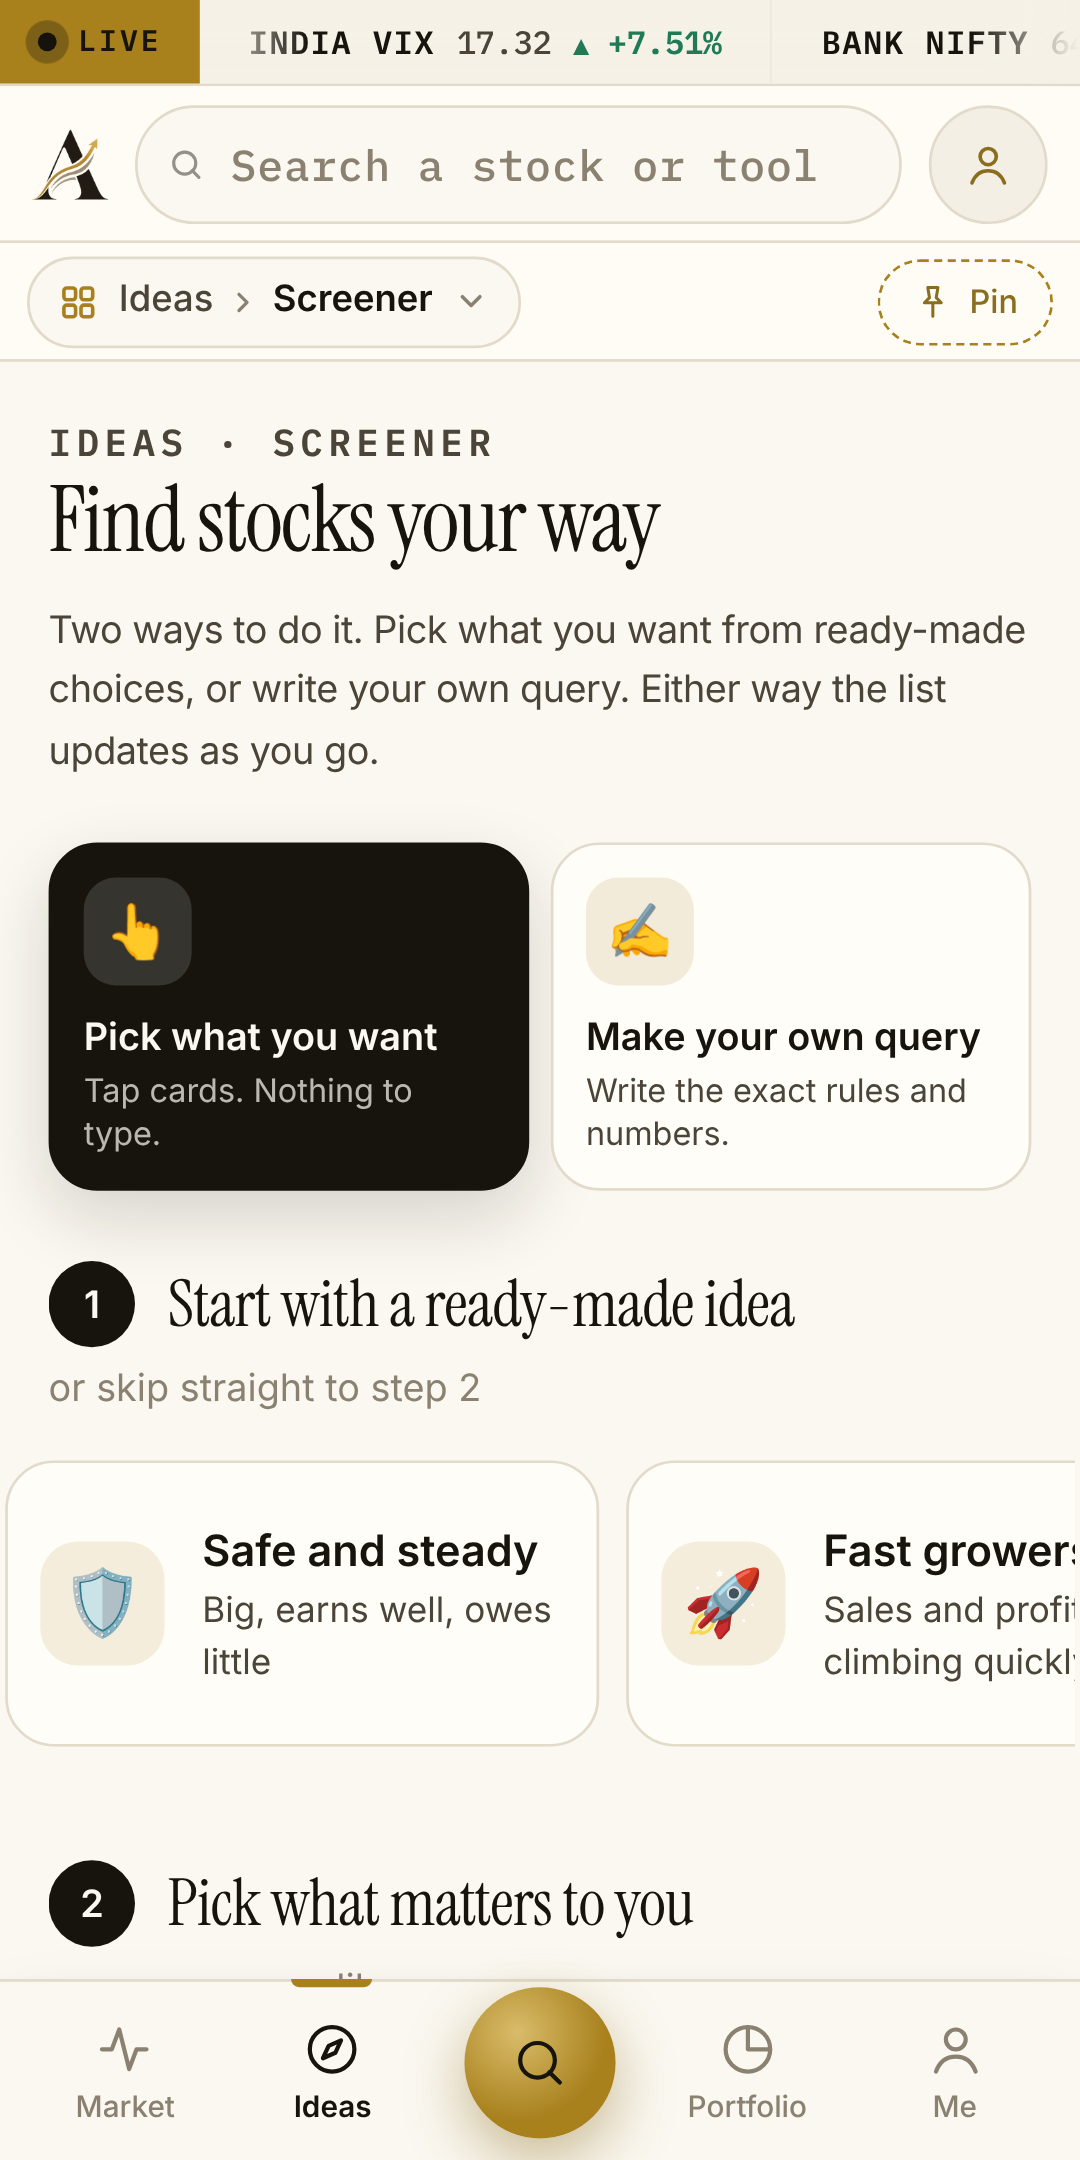 LIVE
INDIA VIX 17.32 ▲ +7.51%
BANK NIFTY
Search a stock or tool
Ideas > Screener
Pin
IDEAS · SCREENER
Find stocks your way
Two ways to do it. Pick what you want from ready-made
choices, or write your own query. Either way the list
updates as you go.
Pick what you want
Tap cards. Nothing to
type.
Make your own query
Write the exact rules and
numbers.
1 Start with a ready-made idea
or skip straight to step 2
Safe and steady
Big, earns well, owes
little
Fast growers
Sales and profit
climbing quickly
2 Pick what matters to you
Market
Ideas
Portfolio
Me